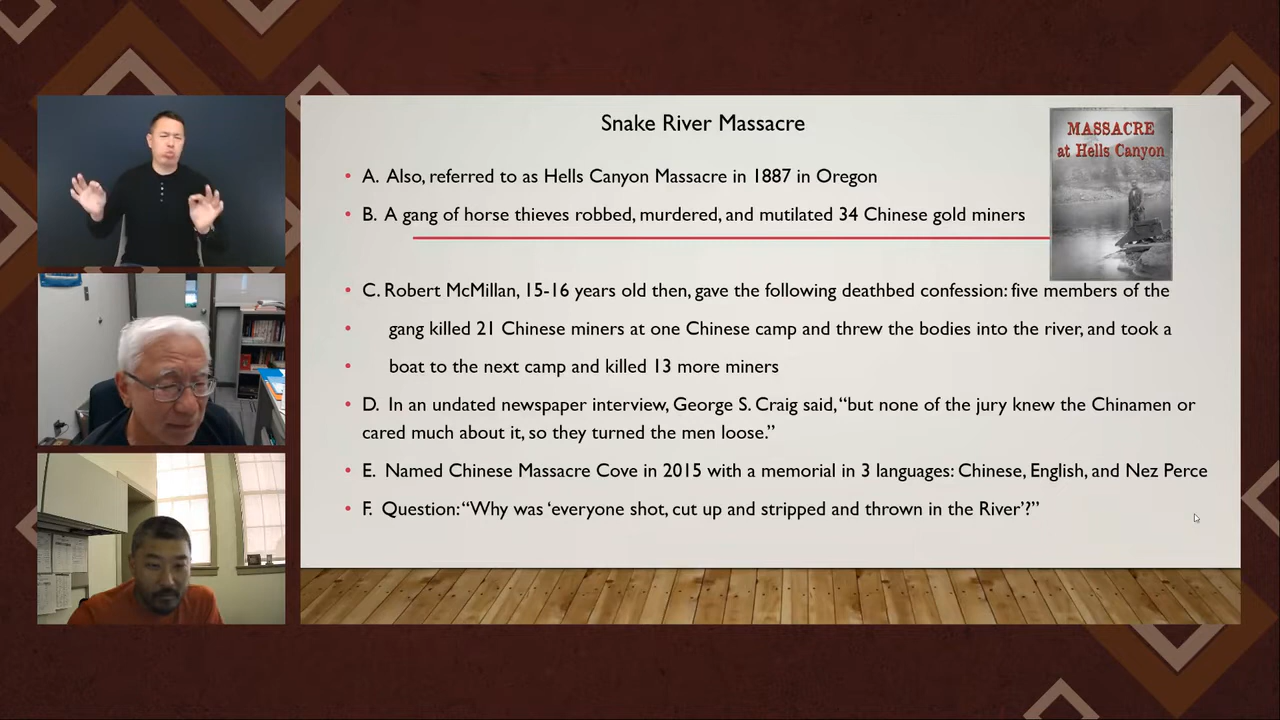 Snake River Massacre
MASSACRE
at Hells Canyon
• A. Also, referred to as Hells Canyon Massacre in 1887 in Oregon
• B. A gang of horse thieves robbed, murdered, and mutilated 34 Chinese gold miners
• C. Robert McMillan, 15-16 years old then, gave the following deathbed confession: five members of the
• gang killed 21 Chinese miners at one Chinese camp and threw the bodies into the river, and took a
• boat to the next camp and killed 13 more miners
• D. In an undated newspaper interview, George S. Craig said, “but none of the jury knew the Chinamen or
cared much about it, so they turned the men loose.”
• E. Named Chinese Massacre Cove in 2015 with a memorial in 3 languages: Chinese, English, and Nez Perce
• F. Question: “Why was ‘everyone shot, cut up and stripped and thrown in the River’?”